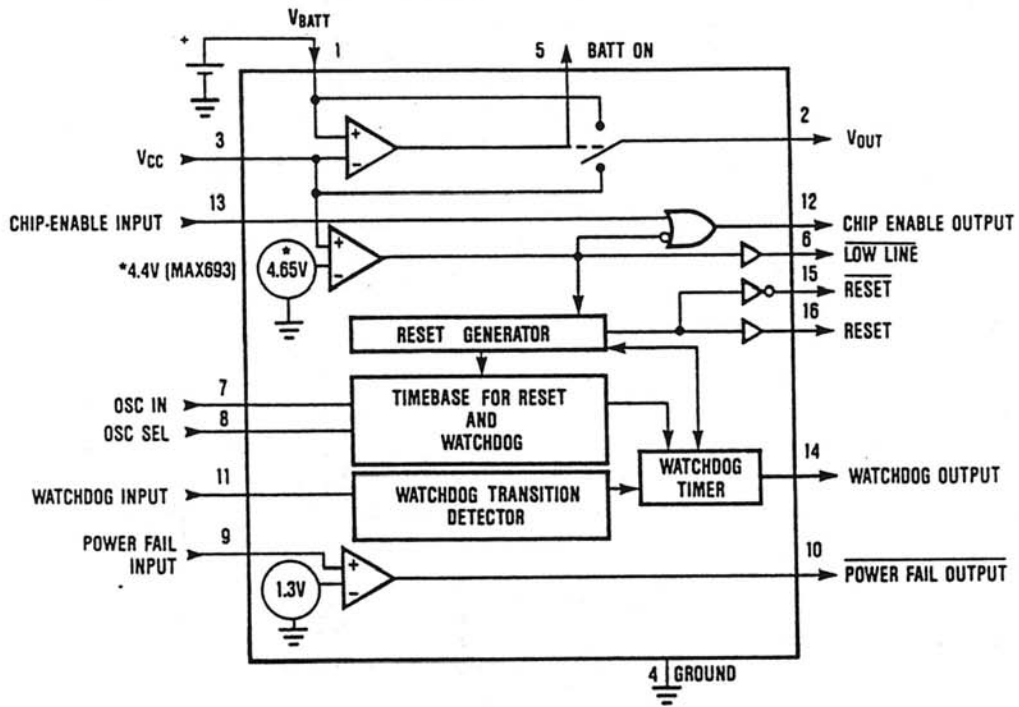 VBATT
+
1
5 BATT ON
+
−
2
VOUT
3
VCC
13
CHIP-ENABLE INPUT
12
CHIP ENABLE OUTPUT
+
−
*
4.65V
*4.4V (MAX693)
6
LOW LINE
15
RESET
16
RESET
RESET GENERATOR
7
OSC IN
8
OSC SEL
TIMEBASE FOR RESET
AND
WATCHDOG
WATCHDOG
TIMER
14
WATCHDOG OUTPUT
11
WATCHDOG INPUT
WATCHDOG TRANSITION
DETECTOR
9
POWER FAIL
INPUT
+
−
1.3V
10
POWER FAIL OUTPUT
4 GROUND